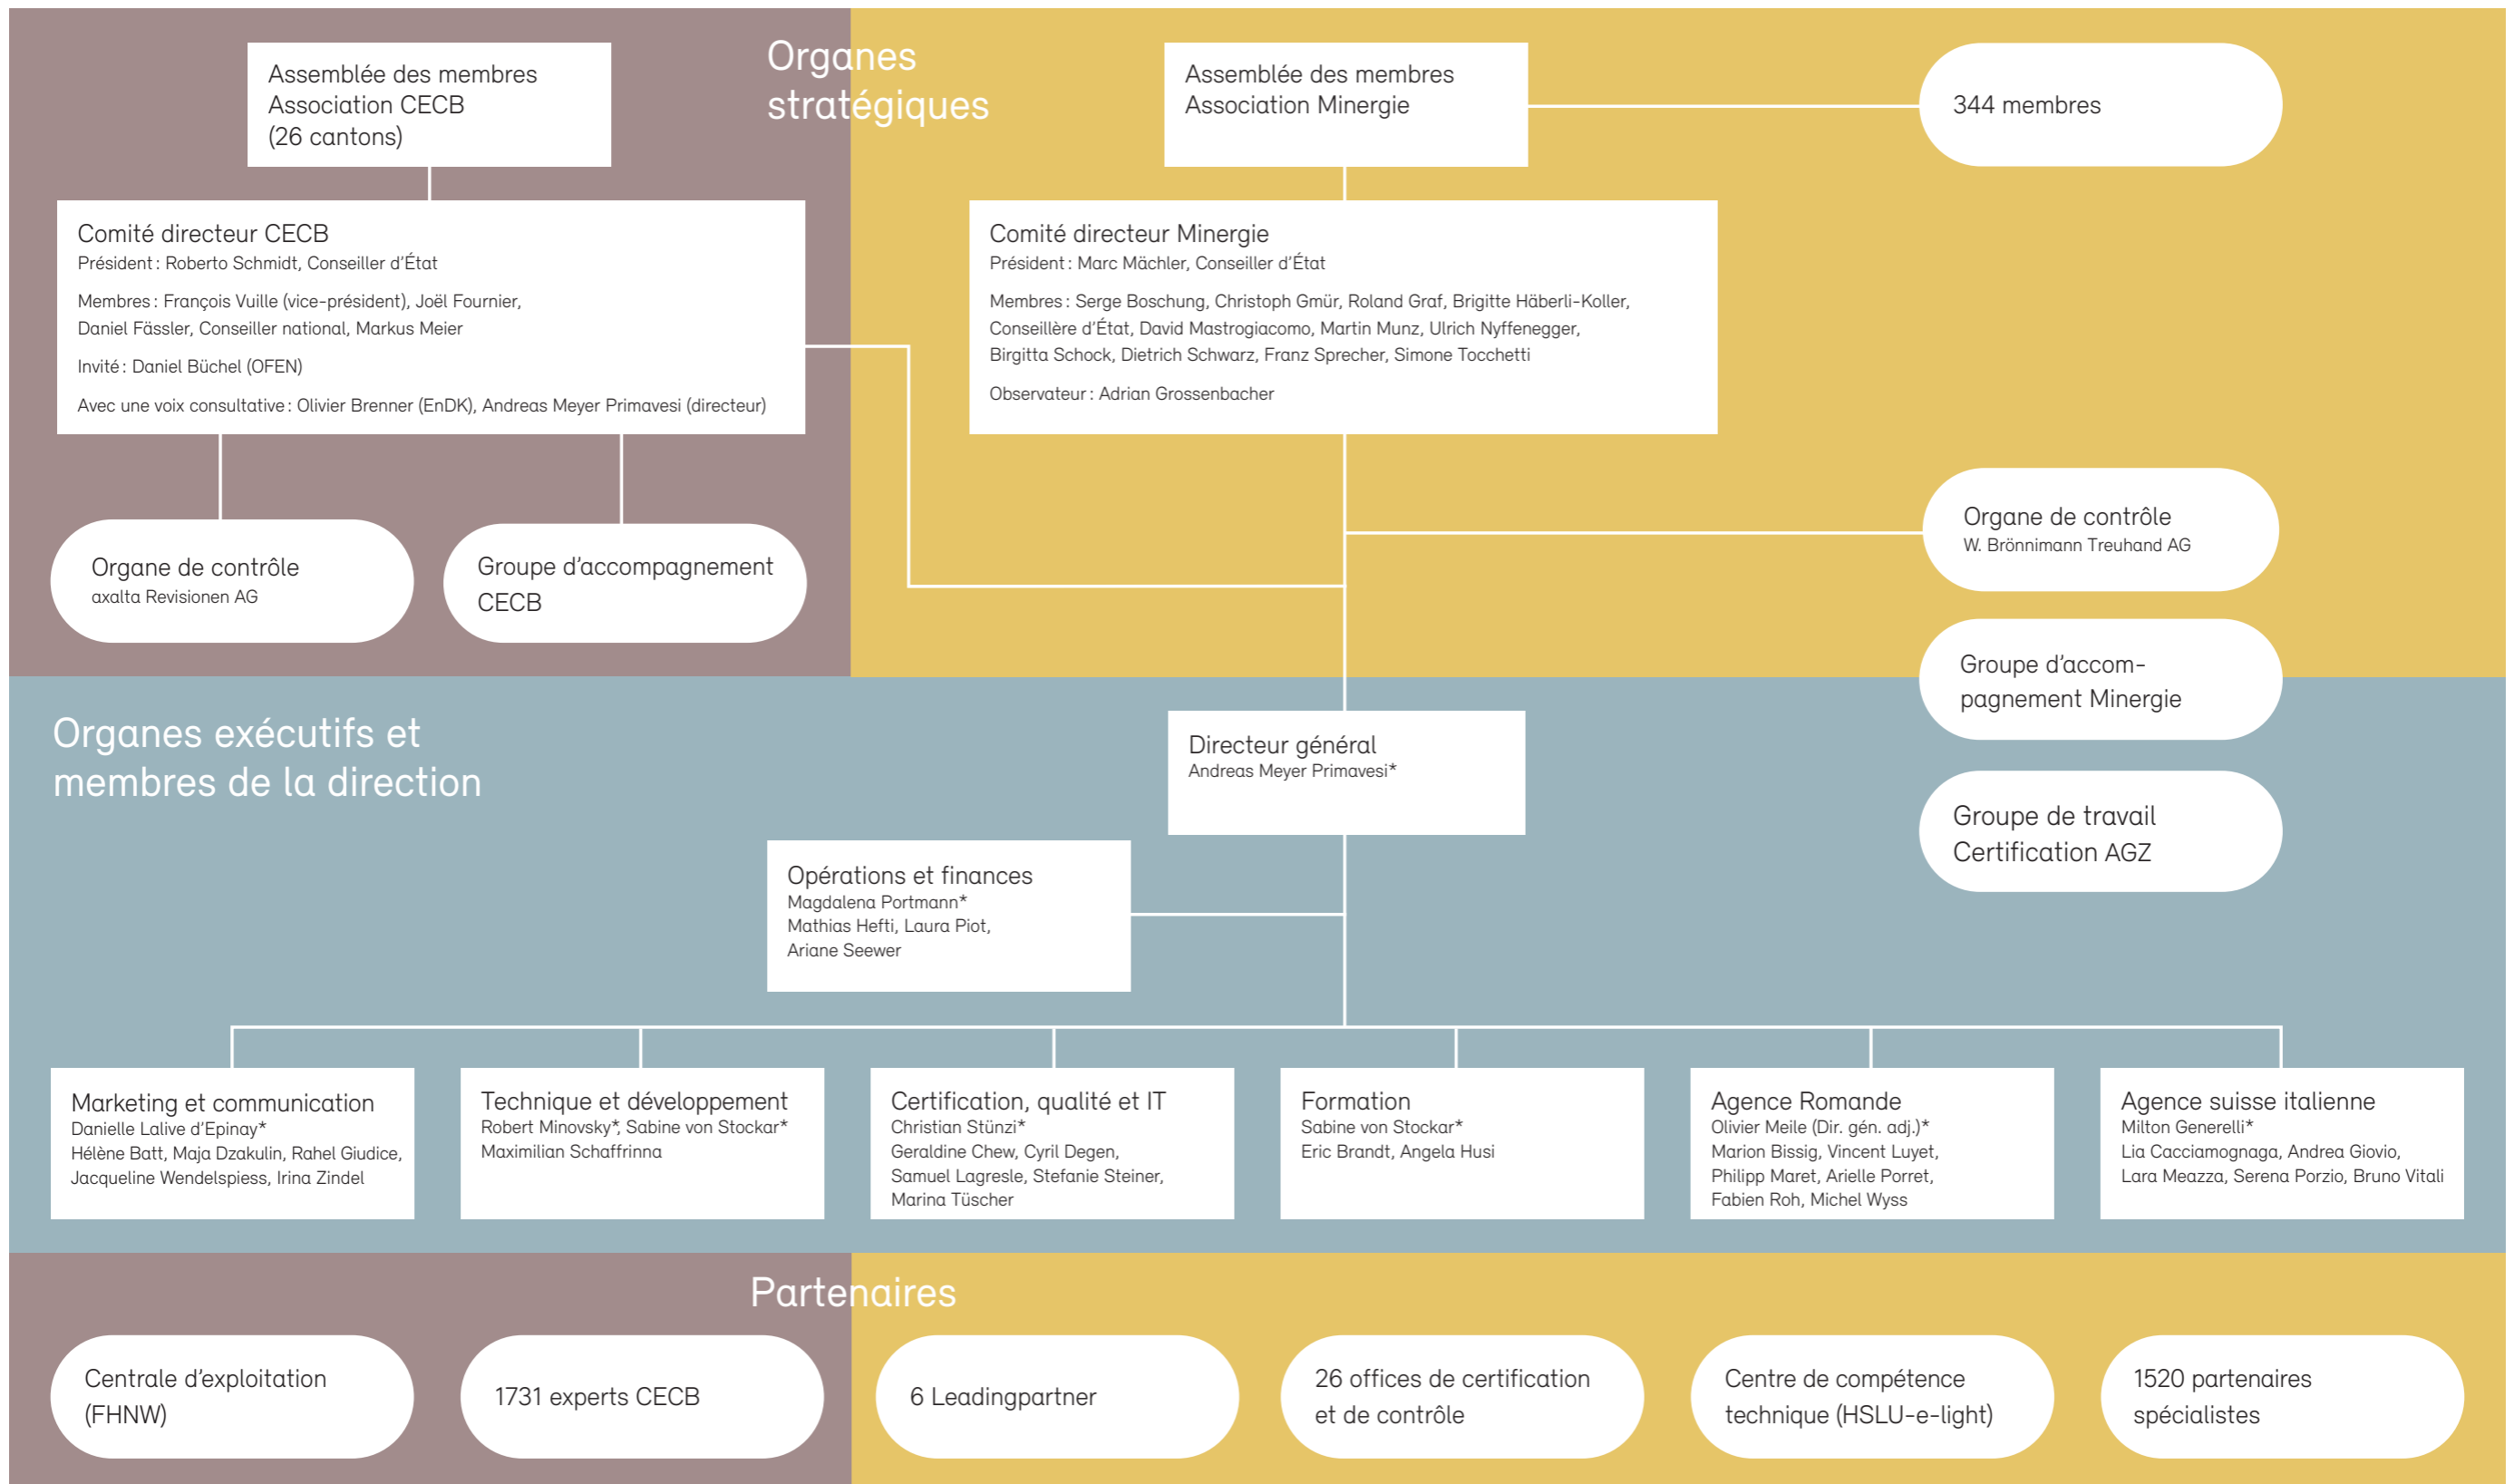 Organes
stratégiques
Assemblée des membres
Association CECB
(26 cantons)
Assemblée des membres
Association Minergie
344 membres
Comité directeur CECB
Président : Roberto Schmidt, Conseiller d’État
Membres : François Vuille (vice-président), Joël Fournier,
Daniel Fässler, Conseiller national, Markus Meier
Invité : Daniel Büchel (OFEN)
Avec une voix consultative : Olivier Brenner (EnDK), Andreas Meyer Primavesi (directeur)
Comité directeur Minergie
Président : Marc Mächler, Conseiller d’État
Membres : Serge Boschung, Christoph Gmür, Roland Graf, Brigitte Häberli-Koller,
Conseillère d’État, David Mastrogiacomo, Martin Munz, Ulrich Nyffenegger,
Birgitta Schock, Dietrich Schwarz, Franz Sprecher, Simone Tocchetti
Observateur : Adrian Grossenbacher
Organe de contrôle
axalta Revisionen AG
Groupe d’accompagnement
CECB
Organe de contrôle
W. Brönnimann Treuhand AG
Groupe d’accom-
pagnement Minergie
Groupe de travail
Certification AGZ
Organes exécutifs et
membres de la direction
Directeur général
Andreas Meyer Primavesi*
Opérations et finances
Magdalena Portmann*
Mathias Hefti, Laura Piot,
Ariane Seewer
Marketing et communication
Danielle Lalive d’Epinay*
Hélène Batt, Maja Dzakulin, Rahel Giudice,
Jacqueline Wendelspiess, Irina Zindel
Technique et développement
Robert Minovsky*, Sabine von Stockar*
Maximilian Schaffrinna
Certification, qualité et IT
Christian Stünzi*
Geraldine Chew, Cyril Degen,
Samuel Lagresle, Stefanie Steiner,
Marina Tüscher
Formation
Sabine von Stockar*
Eric Brandt, Angela Husi
Agence Romande
Olivier Meile (Dir. gén. adj.)*
Marion Bissig, Vincent Luyet,
Philipp Maret, Arielle Porret,
Fabien Roh, Michel Wyss
Agence suisse italienne
Milton Generelli*
Lia Cacciamognaga, Andrea Giovio,
Lara Meazza, Serena Porzio, Bruno Vitali
Partenaires
Centrale d’exploitation
(FHNW)
1731 experts CECB
6 Leadingpartner
26 offices de certification
et de contrôle
Centre de compétence
technique (HSLU-e-light)
1520 partenaires
spécialistes